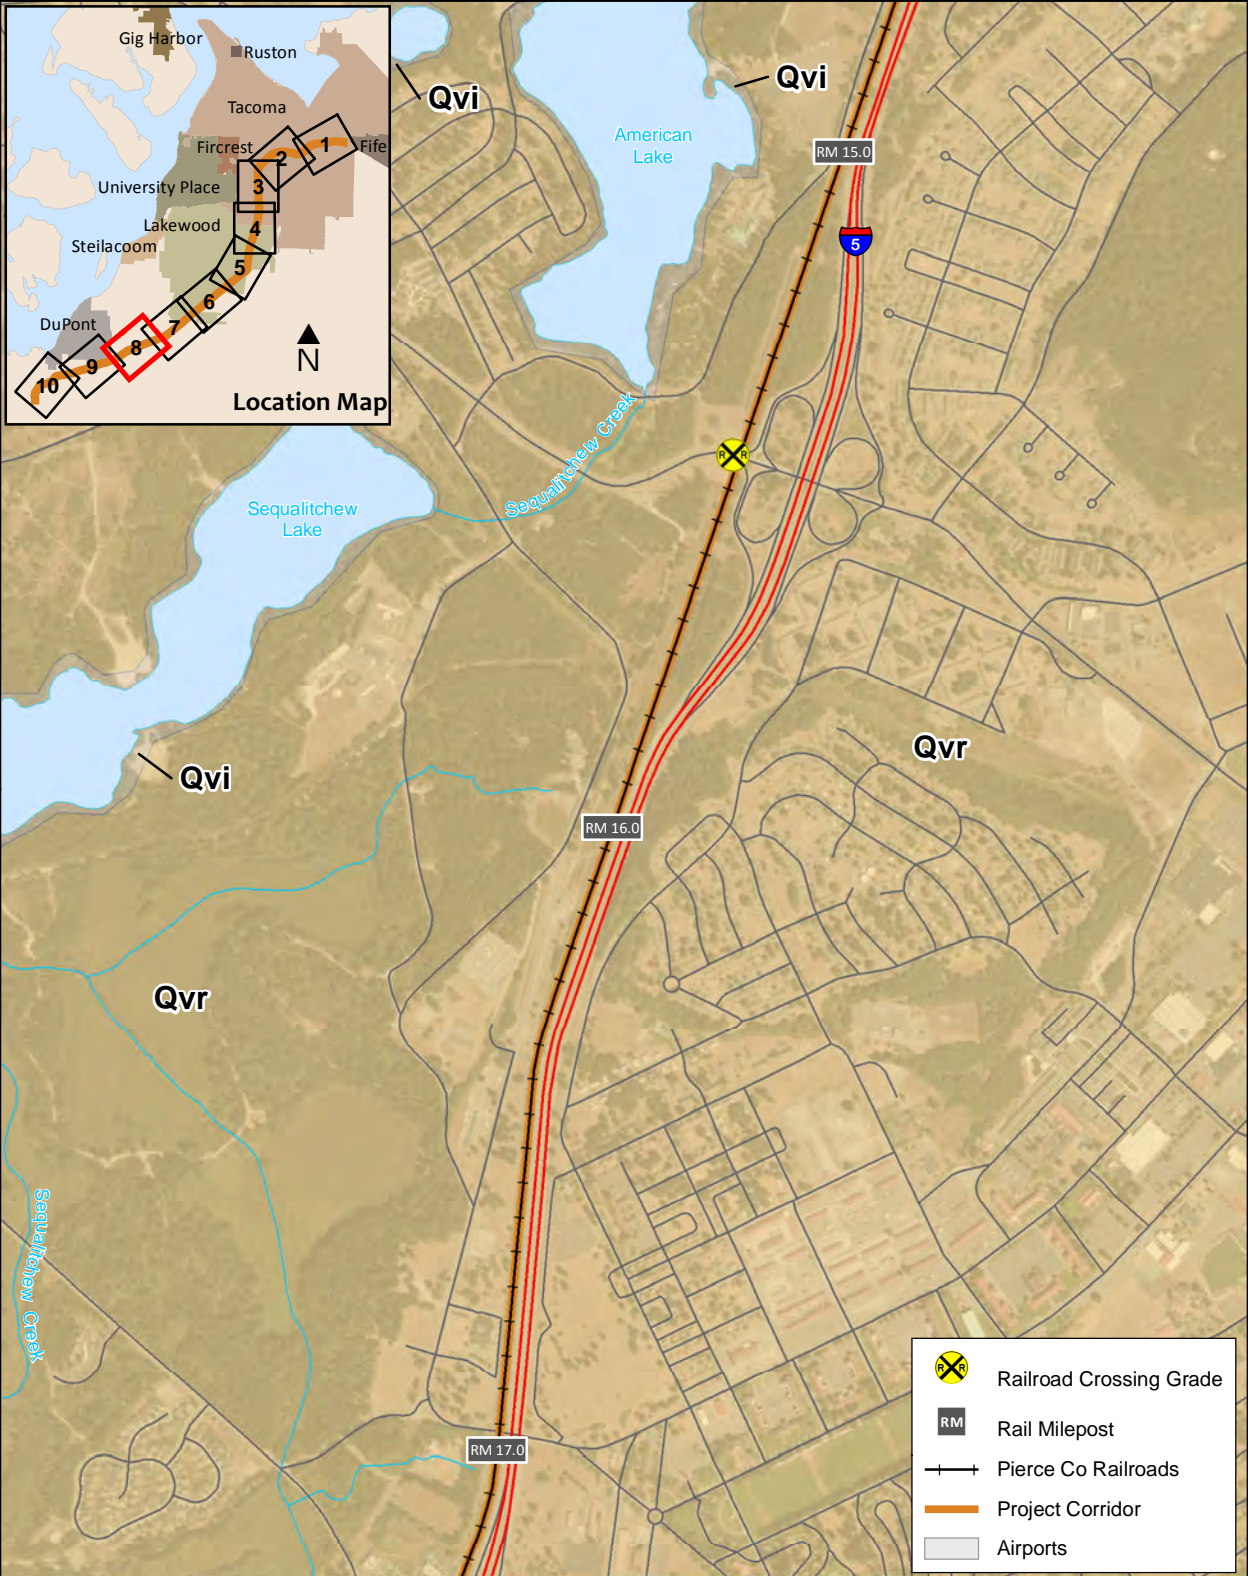 Gig Harbor
Ruston
Tacoma
Fircrest
Fife
University Place
Lakewood
Steilacoom
DuPont
1
2
3
4
5
6
7
8
9
10
N
Location Map
Qvi
Qvi
American
Lake
RM 15.0
5
R R
Sequalitchew Creek
Sequalitchew
Lake
Qvr
Qvi
RM 16.0
Qvr
Sequalitchew Creek
RM 17.0
R R
Railroad Crossing Grade
RM
Rail Milepost
Pierce Co Railroads
Project Corridor
Airports